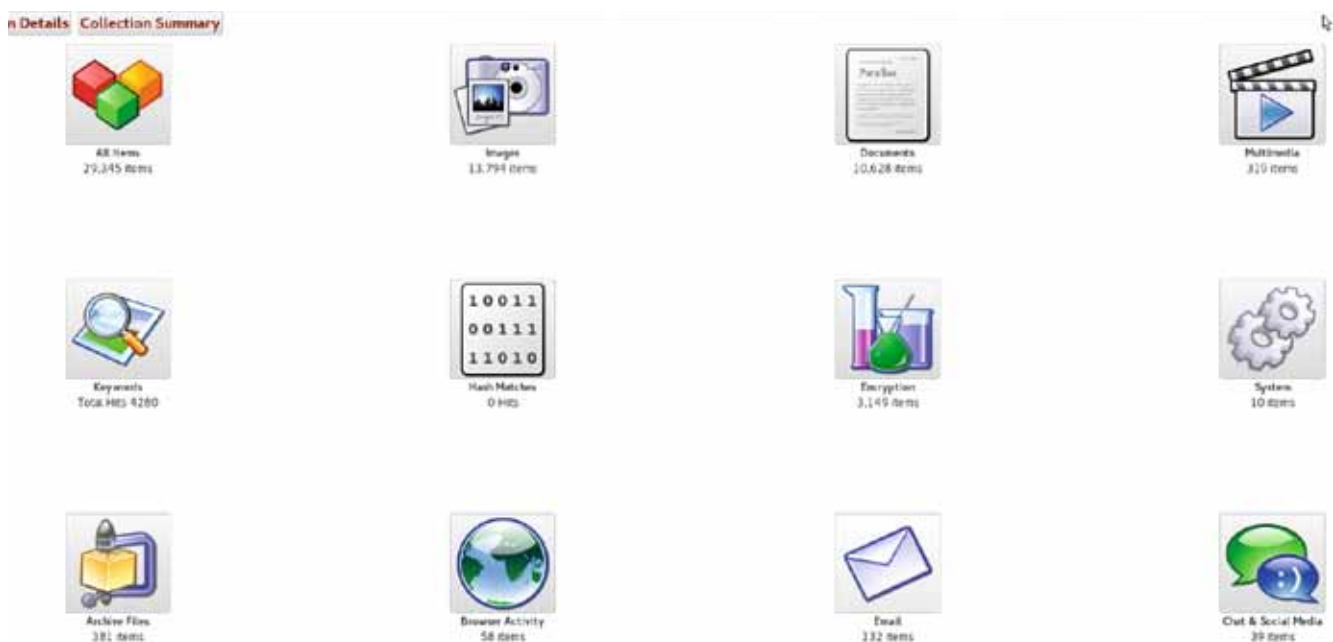 n Details Collection Summary
All Items
29,345 items
Images
13,794 items
Documents
10,628 items
Multimedia
319 items
10011
00111
11010
Keywords
Total Hits 4280
Hash Matches
0 Hits
Encryption
3,149 items
System
10 items
Archive Files
381 items
Browser Activity
58 items
Email
132 items
Chat & Social Media
39 items